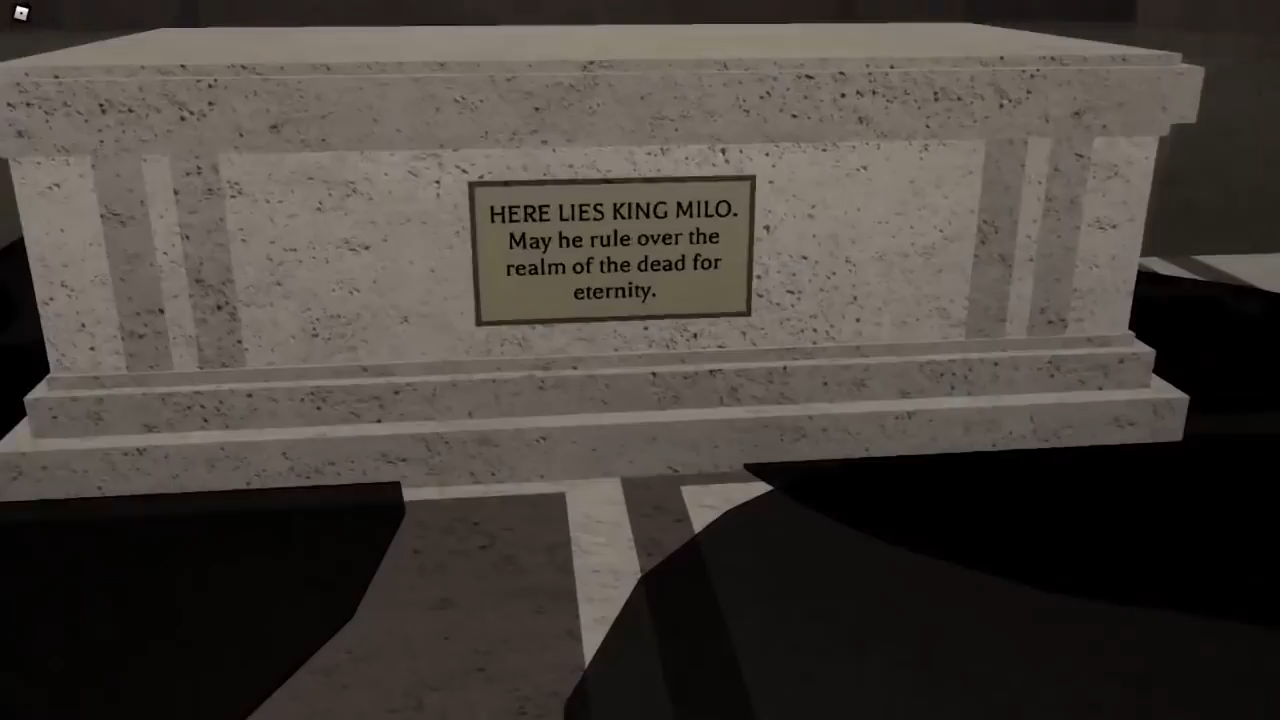 HERE LIES KING MILO.
May he rule over the
realm of the dead for
eternity.